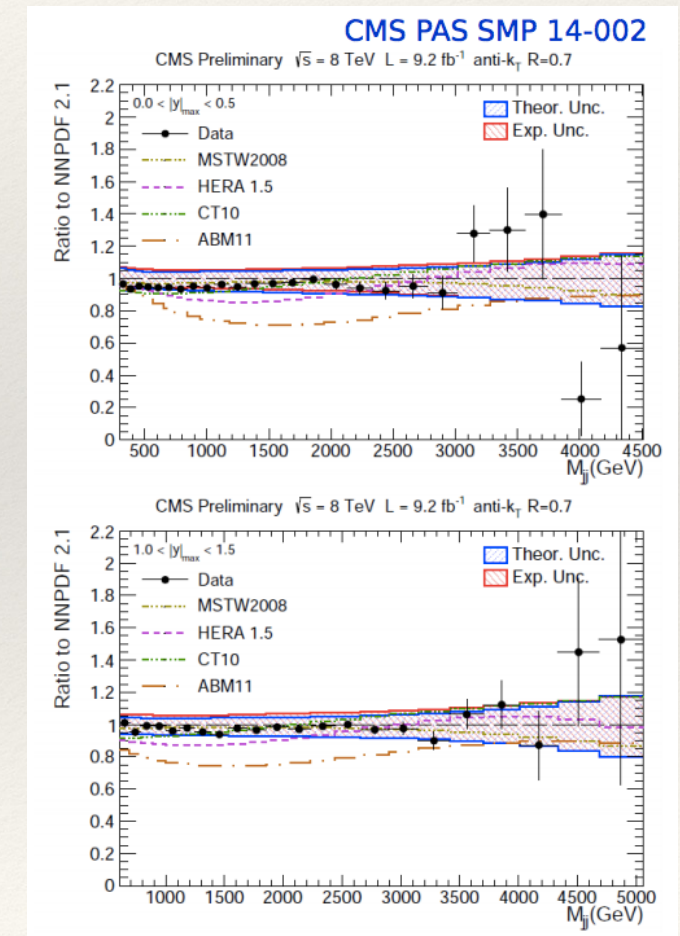 CMS PAS SMP 14-002
CMS Preliminary √s = 8 TeV L = 9.2 fb⁻¹ anti-k_T R=0.7
Ratio to NNPDF 2.1
0.0 < |y|_max < 0.5
Data
MSTW2008
HERA 1.5
CT10
ABM11
Theor. Unc.
Exp. Unc.
2.2
2
1.8
1.6
1.4
1.2
1
0.8
0.6
0.4
0.2
0
500 1000 1500 2000 2500 3000 3500 4000 4500
M_jj(GeV)
CMS Preliminary √s = 8 TeV L = 9.2 fb⁻¹ anti-k_T R=0.7
Ratio to NNPDF 2.1
1.0 < |y|_max < 1.5
Data
MSTW2008
HERA 1.5
CT10
ABM11
Theor. Unc.
Exp. Unc.
2.2
2
1.8
1.6
1.4
1.2
1
0.8
0.6
0.4
0.2
0
1000 1500 2000 2500 3000 3500 4000 4500 5000
M_jj(GeV)